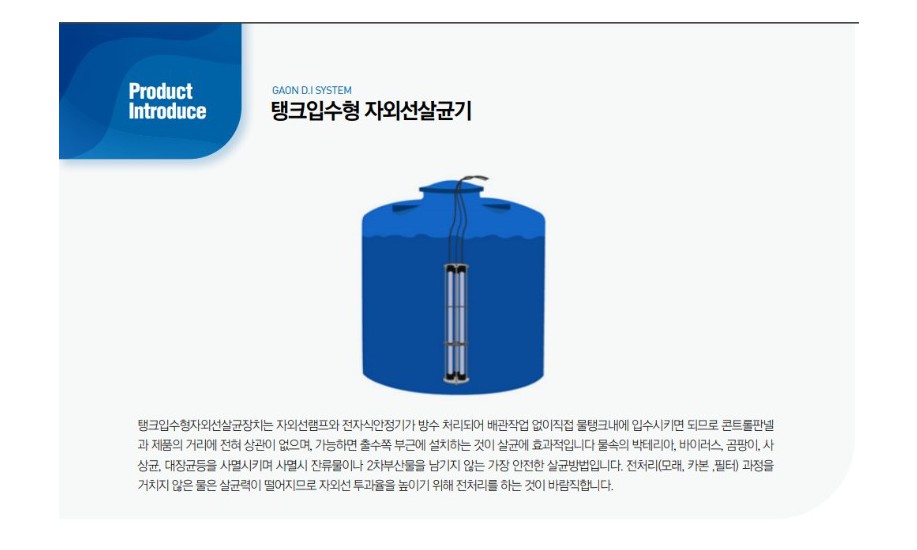 Product
Introduce
GAON D.I SYSTEM
탱크입수형 자외선살균기
탱크입수형자외선살균장치는 자외선램프와 전자식안정기가 방수 처리되어 배관작업 없이직접 물탱크내에 입수시키면 되므로 콘트롤판넬
과 제품의 거리에 전혀 상관이 없으며, 가능하면 출수쪽 부근에 설치하는 것이 살균에 효과적입니다 물속의 박테리아, 바이러스, 곰팡이, 사
상균, 대장균등을 사멸시키며 사멸시 잔류물이나 2차부산물을 남기지 않는 가장 안전한 살균방법입니다. 전처리(모래, 카본 ,필터) 과정을
거치지 않은 물은 살균력이 떨어지므로 자외선 투과율을 높이기 위해 전처리를 하는 것이 바람직합니다.